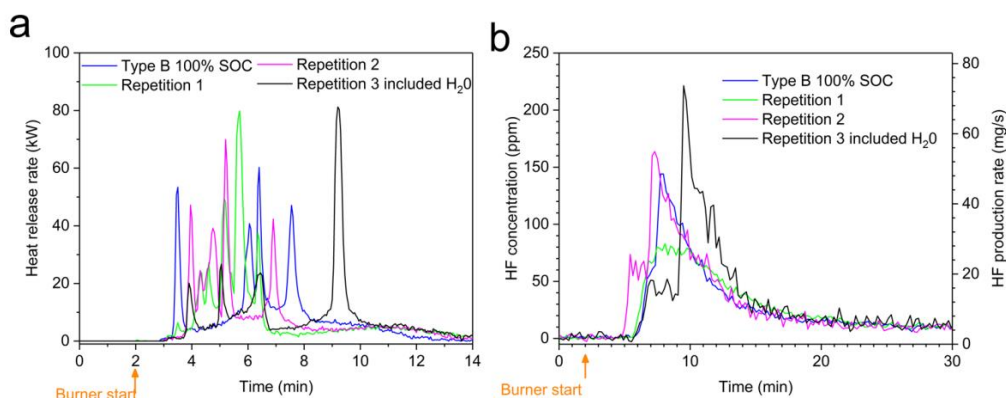 a
100
80
60
40
20
0
Heat release rate (kW)
Type B 100% SOC
Repetition 2
Repetition 1
Repetition 3 included H20
0 2 4 6 8 10 12 14
Time (min)
Burner start
b
250
200
150
100
50
0
HF concentration (ppm)
Type B 100% SOC
Repetition 1
Repetition 2
Repetition 3 included H20
80
60
40
20
0
HF production rate (mg/s)
0 10 20 30
Time (min)
Burner start